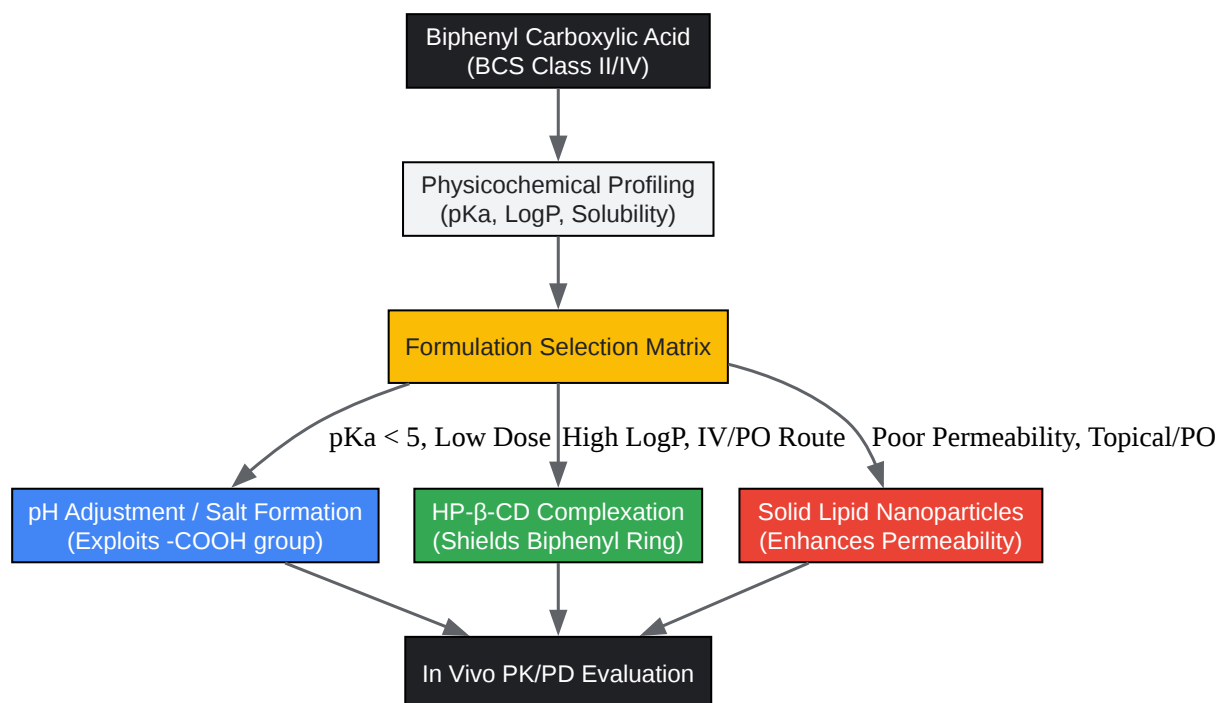 Biphenyl Carboxylic Acid
(BCS Class II/IV)
Physicochemical Profiling
(pKa, LogP, Solubility)
Formulation Selection Matrix
pKa < 5, Low Dose
High LogP, IV/PO Route
Poor Permeability, Topical/PO
pH Adjustment / Salt Formation
(Exploits -COOH group)
HP-β-CD Complexation
(Shields Biphenyl Ring)
Solid Lipid Nanoparticles
(Enhances Permeability)
In Vivo PK/PD Evaluation